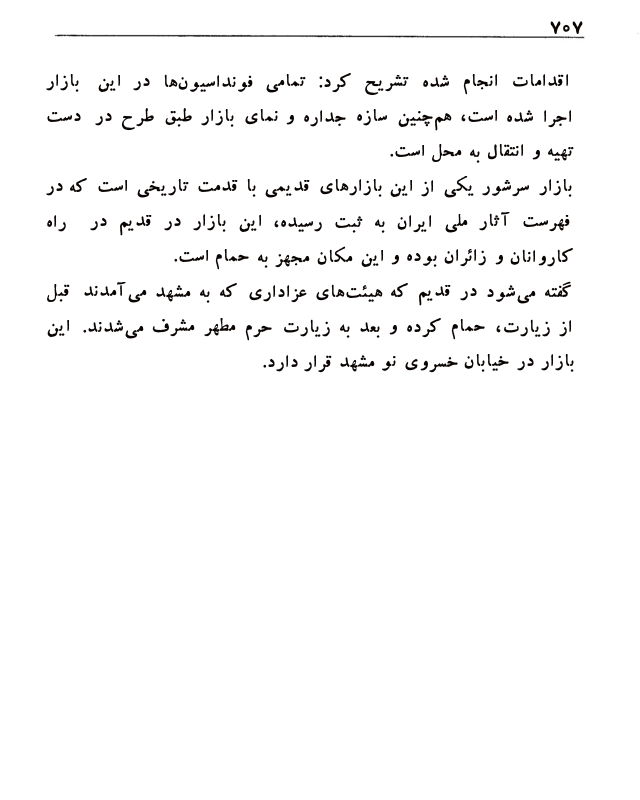 ۷۰۷
اقدامات انجام شده تشریح کرد: تمامی فونداسیون‌ها در این بازار
اجرا شده است، هم‌چنین سازه جداره و نمای بازار طبق طرح در دست
تهیه و انتقال به محل است.
بازار سرشور یکی از این بازارهای قدیمی با قدمت تاریخی است که در
فهرست آثار ملی ایران به ثبت رسیده، این بازار در قدیم در راه
کاروانان و زائران بوده و این مکان مجهز به حمام است.
گفته می‌شود در قدیم که هیئت‌های عزاداری که به مشهد می‌آمدند قبل
از زیارت، حمام کرده و بعد به زیارت حرم مطهر مشرف می‌شدند. این
بازار در خیابان خسروی نو مشهد قرار دارد.